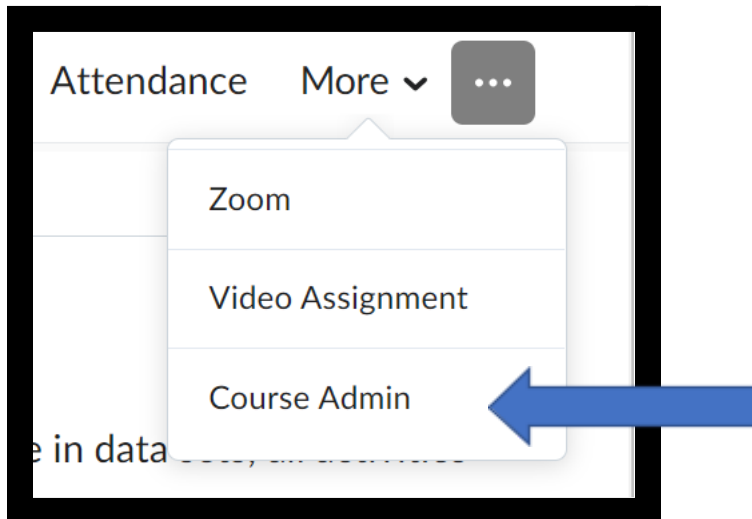 Attendance More
Zoom
Video Assignment
Course Admin
e in data